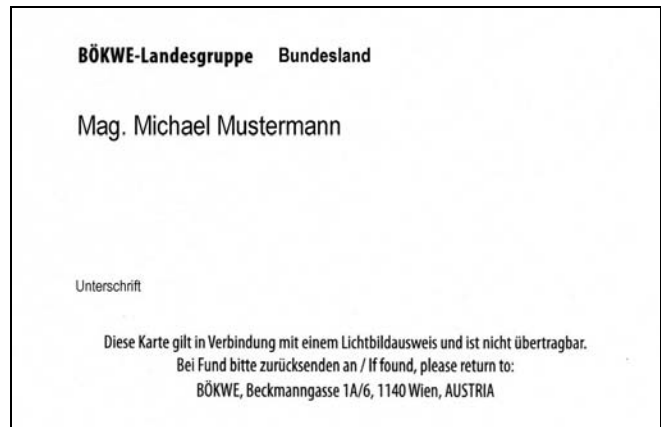 BÖKWE-Landesgruppe Bundesland
Mag. Michael Mustermann
Unterschrift
Diese Karte gilt in Verbindung mit einem Lichtbildausweis und ist nicht übertragbar.
Bei Fund bitte zurücksenden an / If found, please return to:
BÖKWE, Beckmanngasse 1A/6, 1140 Wien, AUSTRIA